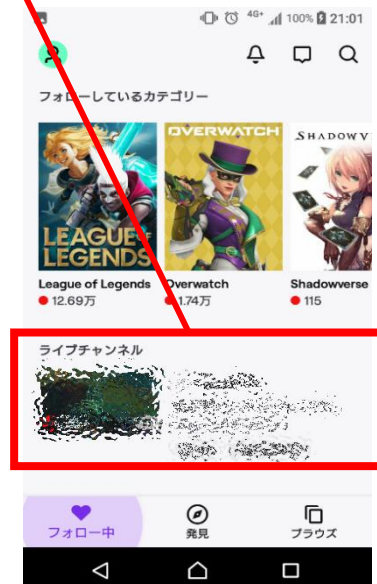 4G+ 100% 21:01
フォローしているカテゴリー
LEAGUE OF LEGENDS
OVERWATCH
SHADOWV
League of Legends Overwatch Shadowverse
12.69万 1.74万 115
ライブチャンネル
フォロー中 発見 ブラウズ